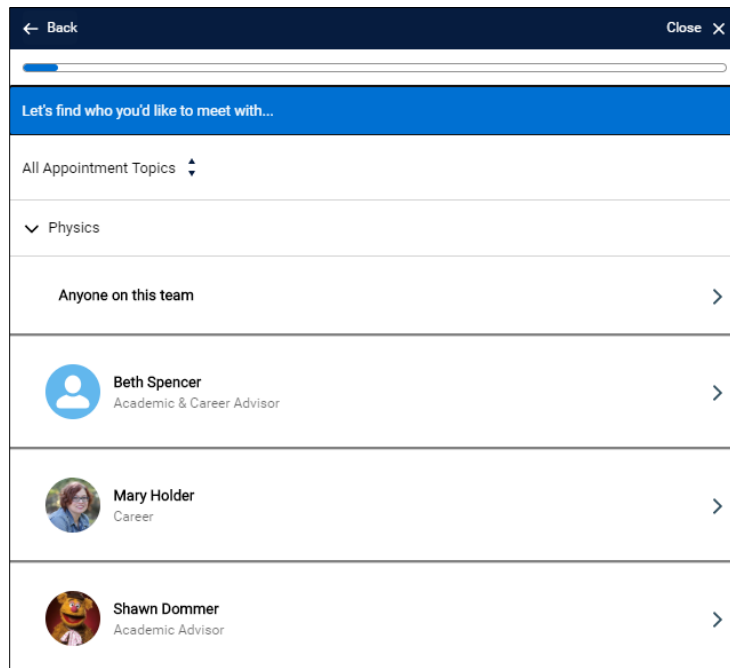 Back
Close
Let's find who you'd like to meet with...
All Appointment Topics
Physics
Anyone on this team
Beth Spencer
Academic & Career Advisor
Mary Holder
Career
Shawn Dommer
Academic Advisor